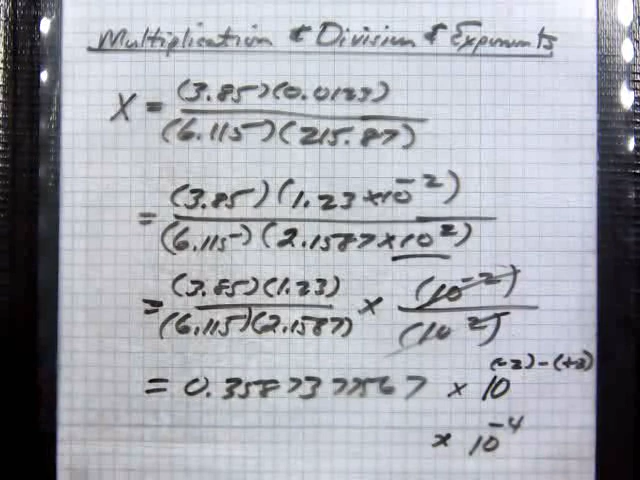 Multiplication & Division & Exponents
X = (3.85)(0.0123) / (6.115)(215.87)
= (3.85)(1.23 x 10^-2) / (6.115)(2.1587 x 10^2)
= (3.85)(1.23) / (6.115)(2.1587) x (10^-2) / (10^2)
= 0.3587377567 x 10^(-2)-(+2)
x 10^-4